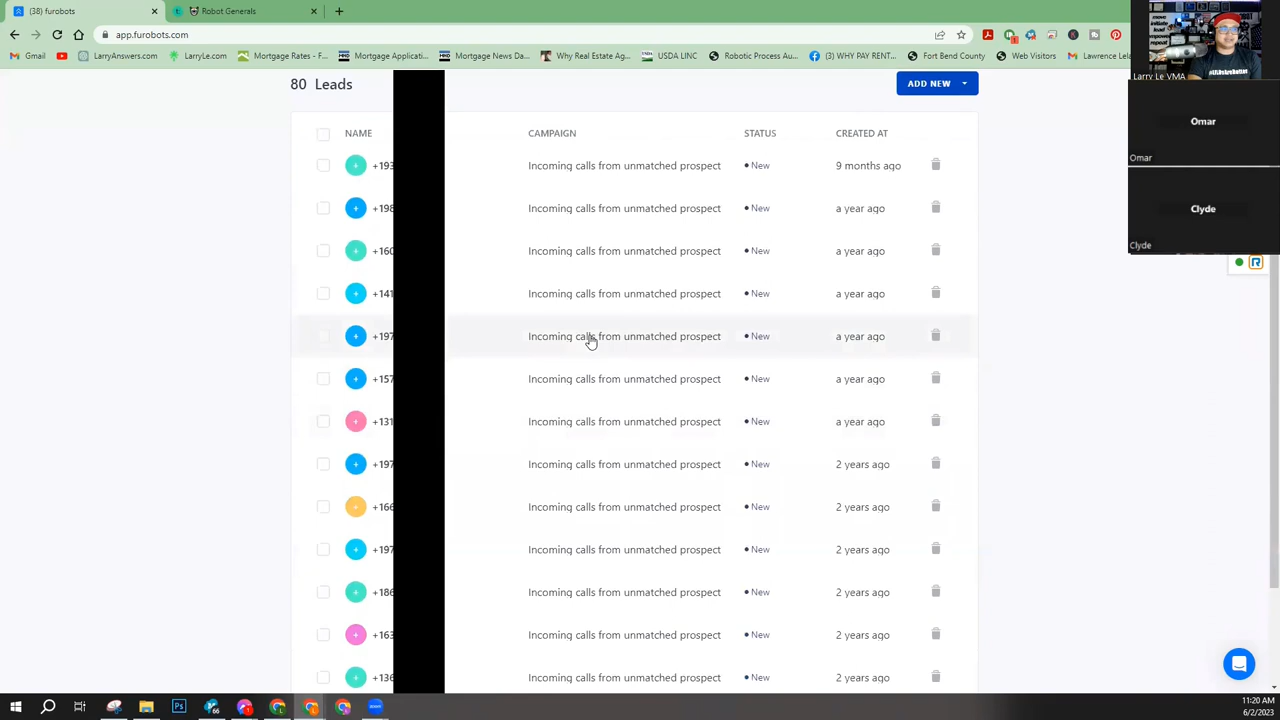 (38) furobots
Robot Generals
app.furobots.com
Gmail
LarryAnswers.com
LarryLe.com
Mortgage Rates - F...
Mortgage Applicati...
Mortgage News Da...
Why Real Estate Ag...
USDA LINC
Robotic Process Au...
(3) WHY PAY RENT...
Fort Bend County
Web Visitors
Lawrence Lela
Larry Le VMA
Omar
Omar
Clyde
Clyde
80 Leads
ADD NEW
NAME CAMPAIGN STATUS CREATED AT
+193 Incoming calls from unmatched prospect New 9 months ago
+198 Incoming calls from unmatched prospect New a year ago
+160 Incoming calls from unmatched prospect New a year ago
+141 Incoming calls from unmatched prospect New a year ago
+197 Incoming calls from unmatched prospect New a year ago
+157 Incoming calls from unmatched prospect New a year ago
+131 Incoming calls from unmatched prospect New a year ago
+197 Incoming calls from unmatched prospect New 2 years ago
+166 Incoming calls from unmatched prospect New 2 years ago
+197 Incoming calls from unmatched prospect New 2 years ago
+186 Incoming calls from unmatched prospect New 2 years ago
+163 Incoming calls from unmatched prospect New 2 years ago
+136 Incoming calls from unmatched prospect New 2 years ago
11:20 AM
6/2/2023